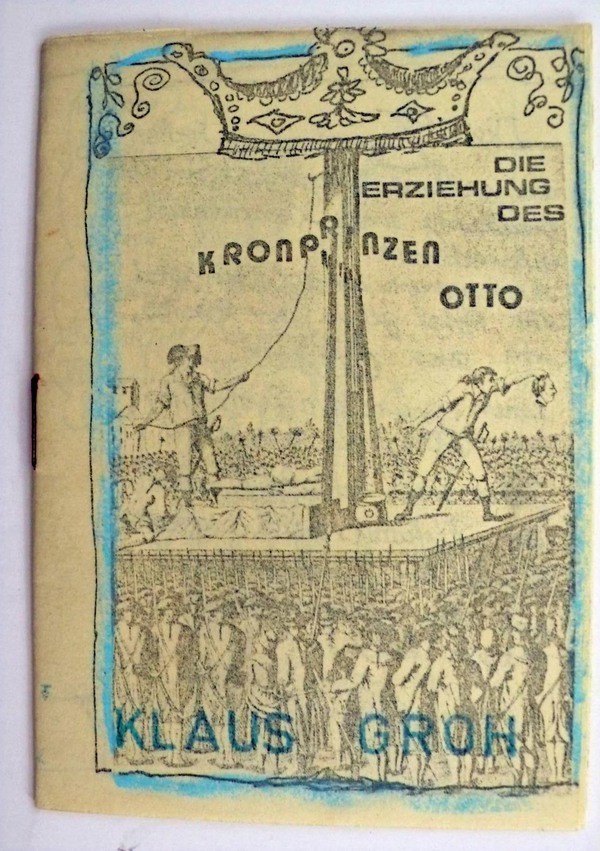 DIE
ERZIEHUNG
DES
KRONPRINZEN
OTTO
KLAUS GROH